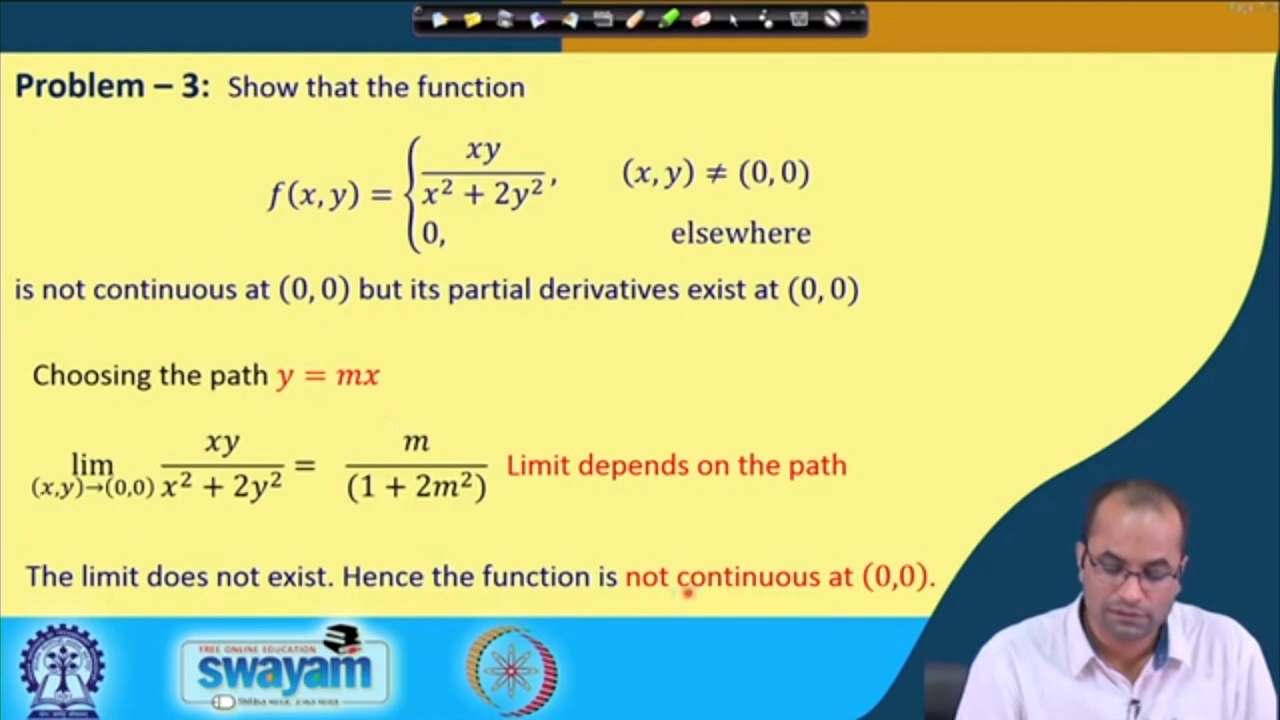 Problem – 3: Show that the function
f(x, y) = { xy / x² + 2y², (x, y) ≠ (0, 0)
0, elsewhere
is not continuous at (0, 0) but its partial derivatives exist at (0, 0)
Choosing the path y = mx
lim (x,y)→(0,0) xy / x² + 2y² = m / (1 + 2m²) Limit depends on the path
The limit does not exist. Hence the function is not continuous at (0,0).
FREE ONLINE EDUCATION
swayam